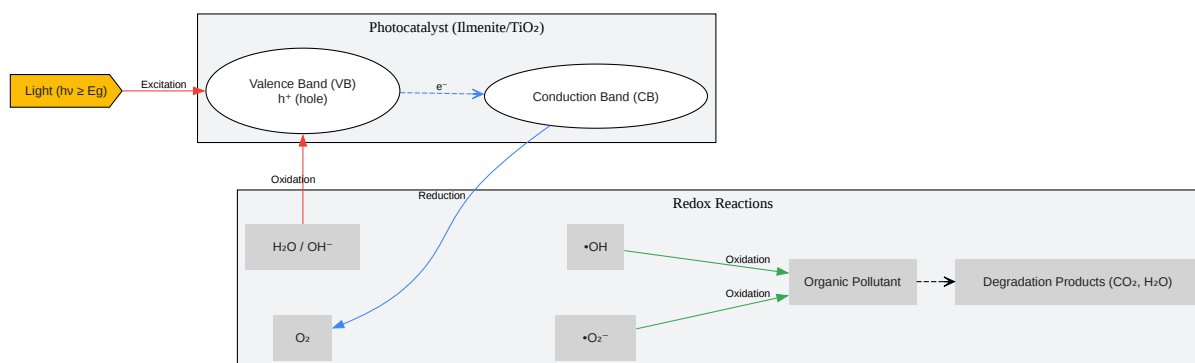 Photocatalyst (Ilmenite/TiO₂)
Light (hν ≥ Eg)
Excitation
Valence Band (VB)
h⁺ (hole)
e⁻
Conduction Band (CB)
Oxidation
Reduction
Redox Reactions
H₂O / OH⁻
•OH
Oxidation
Organic Pollutant
Degradation Products (CO₂, H₂O)
Oxidation
O₂
•O₂⁻